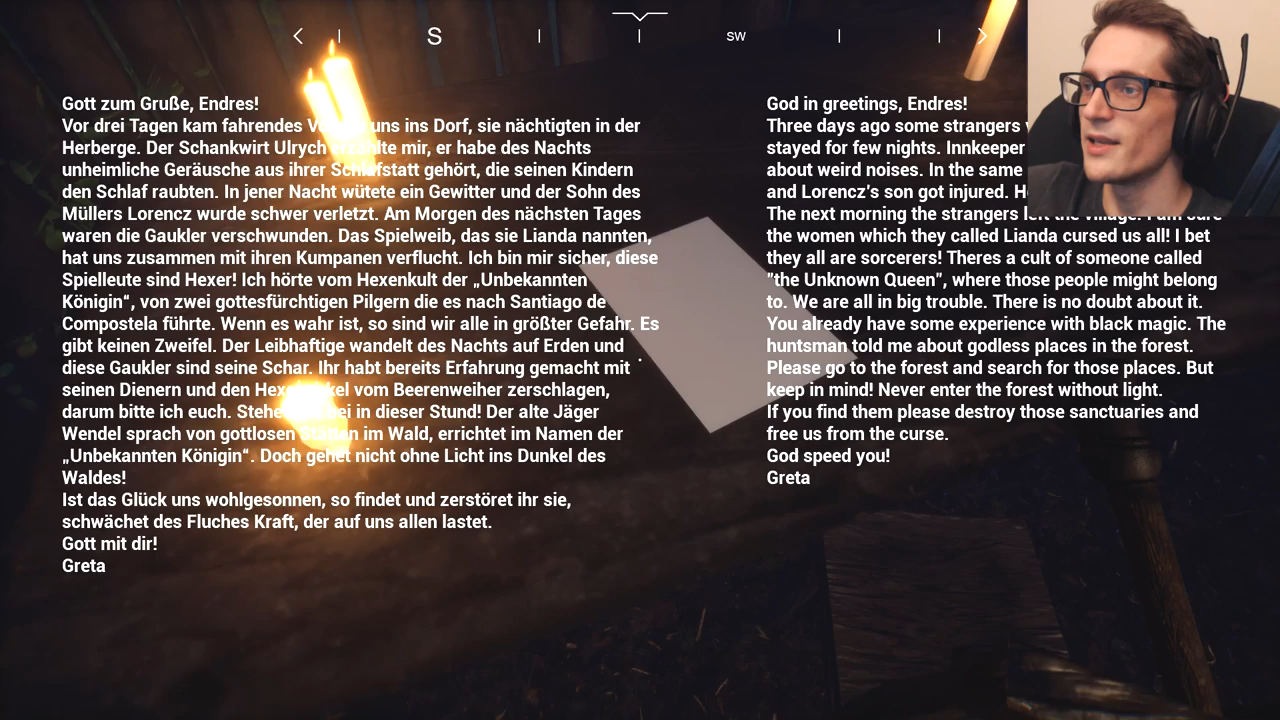 S
SW
Gott zum Gruße, Endres!
Vor drei Tagen kam fahrendes uns ins Dorf, sie nächtigten in der
Herberge. Der Schankwirt Ulrych mir, er habe des Nachts
unheimliche Geräusche aus ihrer Schlafstatt gehört, die seinen Kindern
den Schlaf raubten. In jener Nacht wütete ein Gewitter und der Sohn des
Müllers Lorencz wurde schwer verletzt. Am Morgen des nächsten Tages
waren die Gaukler verschwunden. Das Spielweib, das sie Lianda nannten,
hat uns zusammen mit ihren Kumpanen verflucht. Ich bin mir sicher, diese
Spielleute sind Hexer! Ich hörte vom Hexenkult der „Unbekannten
Königin“, von zwei gottesfürchtigen Pilgern die es nach Santiago de
Compostela führte. Wenn es wahr ist, so sind wir alle in größter Gefahr. Es
gibt keinen Zweifel. Der Leibhaftige wandelt des Nachts auf Erden und
diese Gaukler sind seine Schar. Ihr habt bereits Erfahrung gemacht mit
seinen Dienern und den vom Beerenweiher zerschlagen,
darum bitte ich euch. bei in dieser Stund! Der alte Jäger
Wendel sprach von gottlosen Stätten im Wald, errichtet im Namen der
„Unbekannten Königin“. Doch gehet nicht ohne Licht ins Dunkel des
Waldes!
Ist das Glück uns wohlgesonnen, so findet und zerstöret ihr sie,
schwächet des Fluches Kraft, der auf uns allen lastet.
Gott mit dir!
Greta
God in greetings, Endres!
Three days ago some strangers
stayed for few nights. Innkeeper
about weird noises. In the same
and Lorencz's son got injured.
The next morning the strangers left the village. I am sure
the women which they called Lianda cursed us all! I bet
they all are sorcerers! Theres a cult of someone called
"the Unknown Queen", where those people might belong
to. We are all in big trouble. There is no doubt about it.
You already have some experience with black magic. The
huntsman told me about godless places in the forest.
Please go to the forest and search for those places. But
keep in mind! Never enter the forest without light.
If you find them please destroy those sanctuaries and
free us from the curse.
God speed you!
Greta